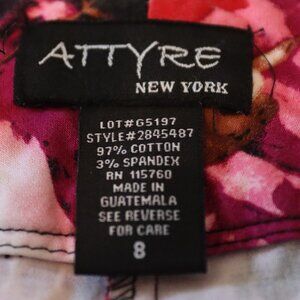 ATTYRE
NEW YORK
LOT#G5197
STYLE#2845487
97% COTTON
3% SPANDEX
RN 115760
MADE IN
GUATEMALA
SEE REVERSE
FOR CARE
8